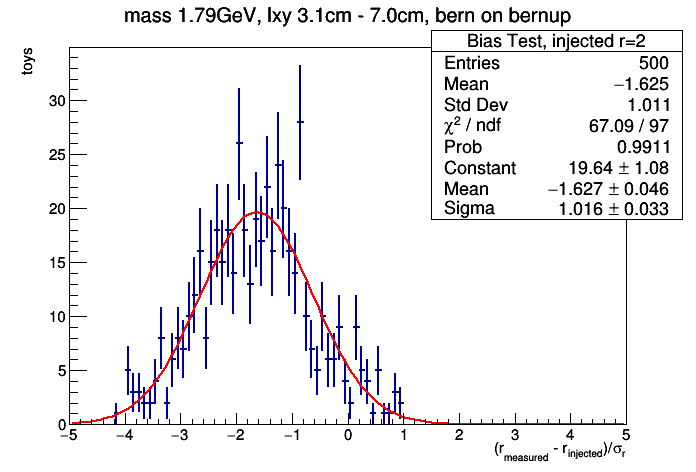 mass 1.79GeV, lxy 3.1cm - 7.0cm, bern on bernup
Bias Test, injected r=2
Entries 500
Mean −1.625
Std Dev 1.011
χ² / ndf 67.09 / 97
Prob 0.9911
Constant 19.64 ± 1.08
Mean −1.627 ± 0.046
Sigma 1.016 ± 0.033
toys
30
25
20
15
10
5
0
−5 −4 −3 −2 −1 0 1 2 3 4 5
(r_measured - r_injected)/σ_r